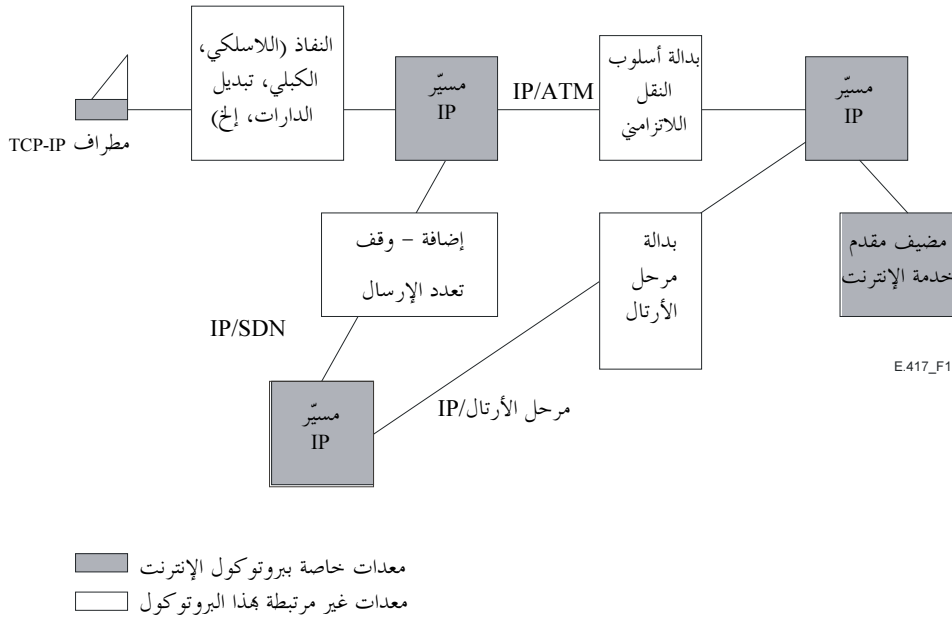 النفاذ (اللاسلكي،
الكبلي، تبديل
الدارات، إلخ)
مسيّر
IP
IP/ATM
بدالة أسلوب
النقل
اللاتزامني
مسيّر
IP
مطراف TCP-IP
إضافة – وقف
تعدد الإرسال
بدالة
مرحل
الأرتال
مضيف مقدم
خدمة الإنترنت
IP/SDN
E.417_F1
مسيّر
IP
مرحل الأرتال/IP
معدات خاصة ببروتوكول الإنترنت
معدات غير مرتبطة بهذا البروتوكول